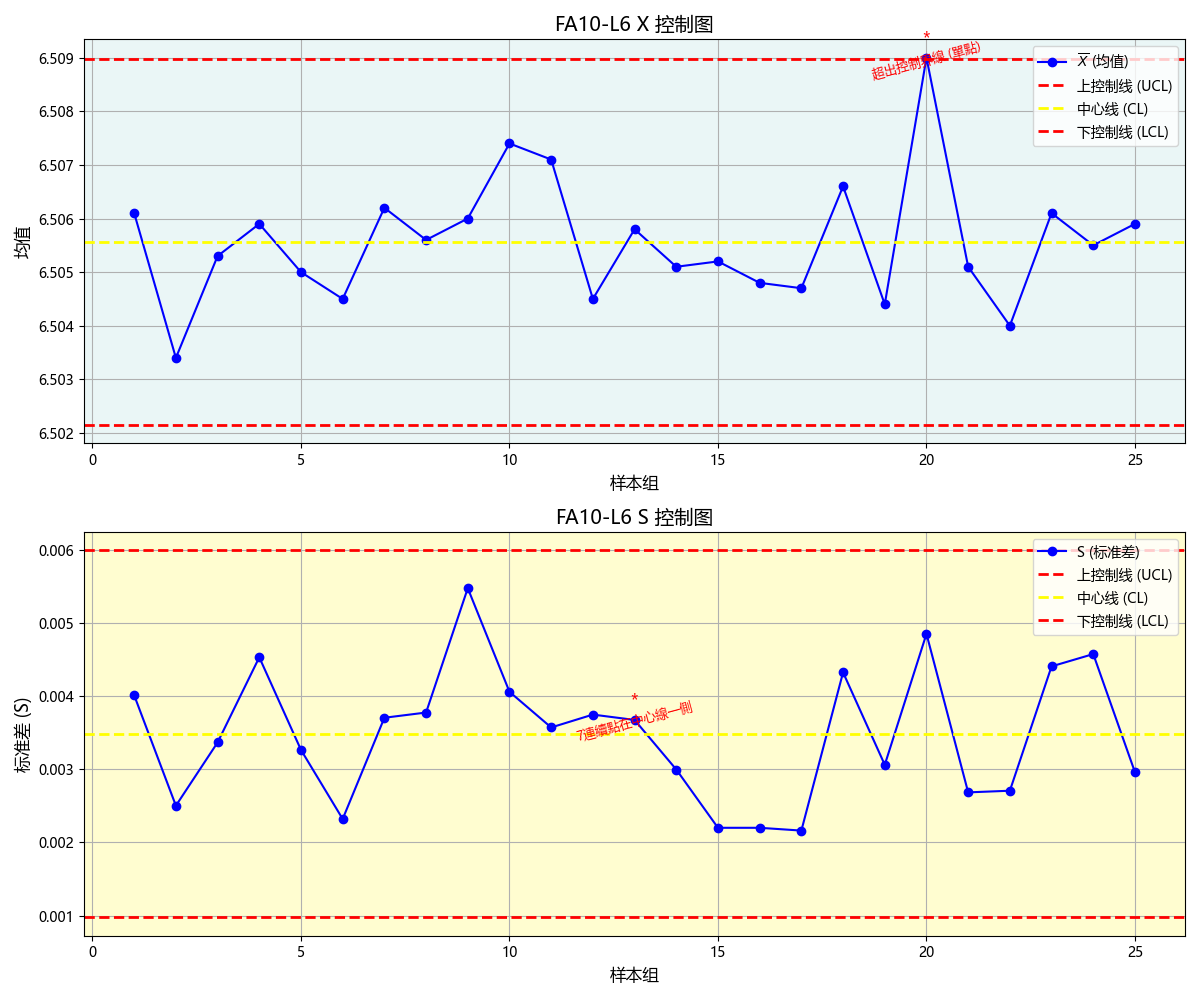 FA10-L6 X 控制图
*
超出控制界線 (單點)
X̅ (均值)
上控制线 (UCL)
中心线 (CL)
下控制线 (LCL)
均值
6.509
6.508
6.507
6.506
6.505
6.504
6.503
6.502
0 5 10 15 20 25
样本组
FA10-L6 S 控制图
S (标准差)
上控制线 (UCL)
中心线 (CL)
下控制线 (LCL)
*
7連續點在中心線一側
标准差 (S)
0.006
0.005
0.004
0.003
0.002
0.001
0 5 10 15 20 25
样本组